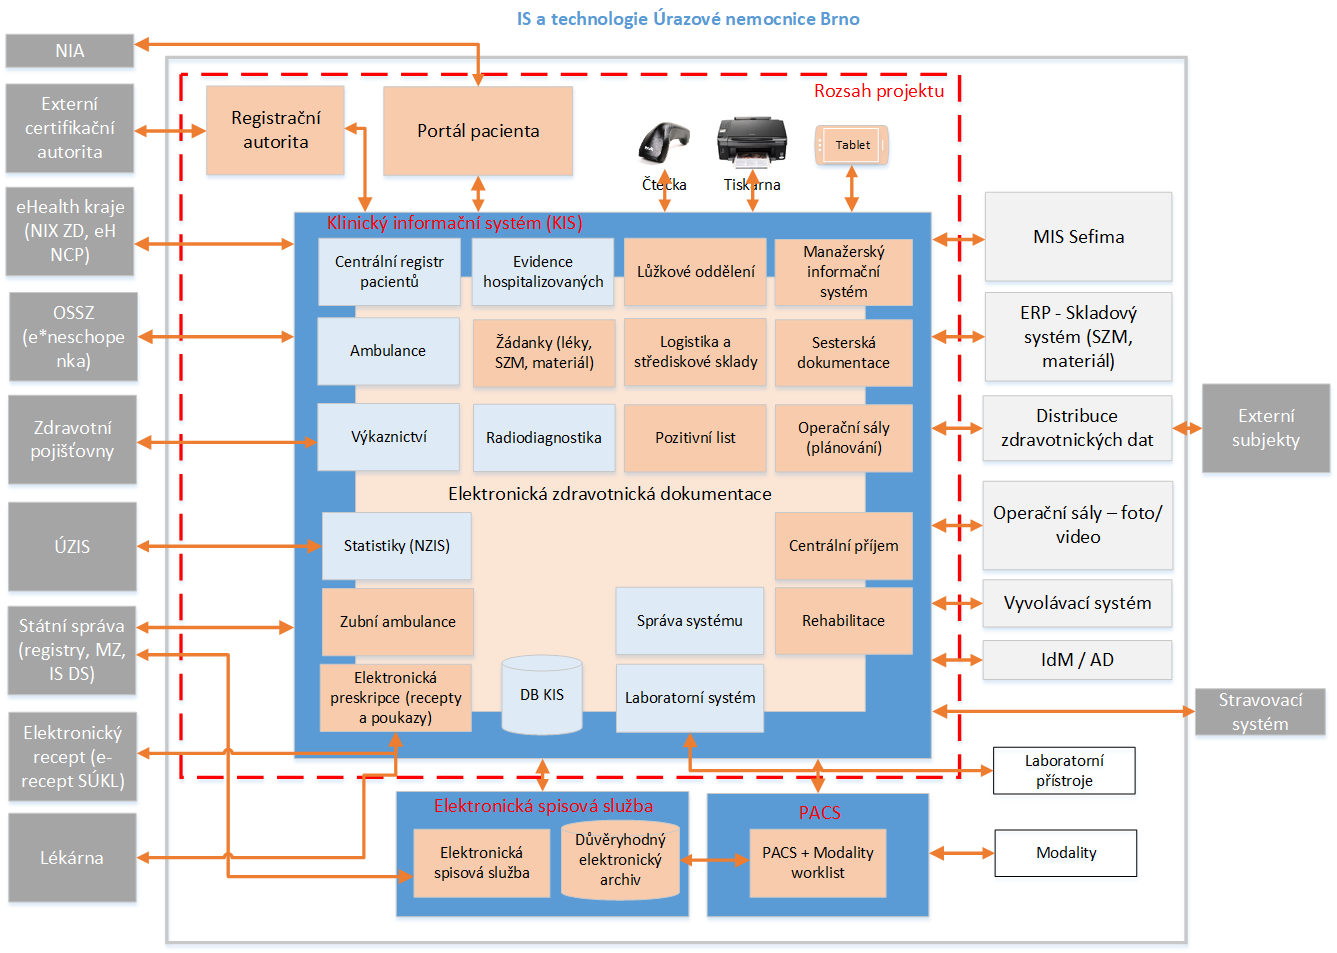 IS a technologie Úrazové nemocnice Brno
NIA
Externí
certifikační
autorita
eHealth kraje
(NIX ZD, eH
NCP)
OSSZ
(e*neschope
nka)
Zdravotní
pojišťovny
ÚZIS
Státní správa
(registry, MZ,
IS DS)
Elektronický
recept (e-
recept SÚKL)
Lékárna
Rozsah projektu
Registrační
autorita
Portál pacienta
Čtečka
Tiskárna
Tablet
Klinický informační systém (KIS)
Centrální registr
pacientů
Evidence
hospitalizovaných
Lůžkové oddělení
Manažerský
informační
systém
Ambulance
Žádanky (léky,
SZM, materiál)
Logistika a
střediskové sklady
Sesterská
dokumentace
Výkaznictví
Radiodiagnostika
Pozitivní list
Operační sály
(plánování)
Elektronická zdravotnická dokumentace
Statistiky (NZIS)
Centrální příjem
Zubní ambulance
Správa systému
Rehabilitace
Elektronická
preskripce (recepty
a poukazy)
DB KIS
Laboratorní systém
MIS Sefima
ERP - Skladový
systém (SZM,
materiál)
Distribuce
zdravotnických dat
Externí
subjekty
Operační sály – foto/
video
Vyvolávací systém
IdM / AD
Stravovací
systém
Laboratorní
přístroje
Modality
Elektronická spisová služba
Elektronická
spisová služba
Důvěryhodný
elektronický
archiv
PACS
PACS + Modality
worklist